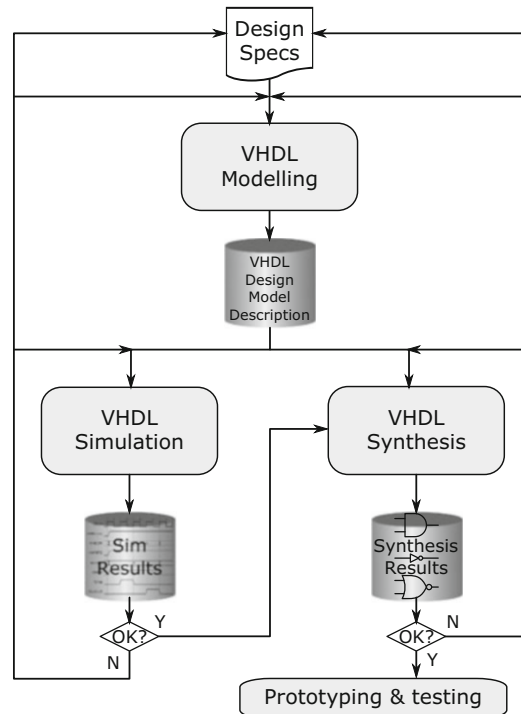 Design
Specs
VHDL
Modelling
VHDL
Design
Model
Description
VHDL
Simulation
VHDL
Synthesis
Sim
Results
Synthesis
Results
OK?
Y
N
OK?
N
Y
Prototyping & testing